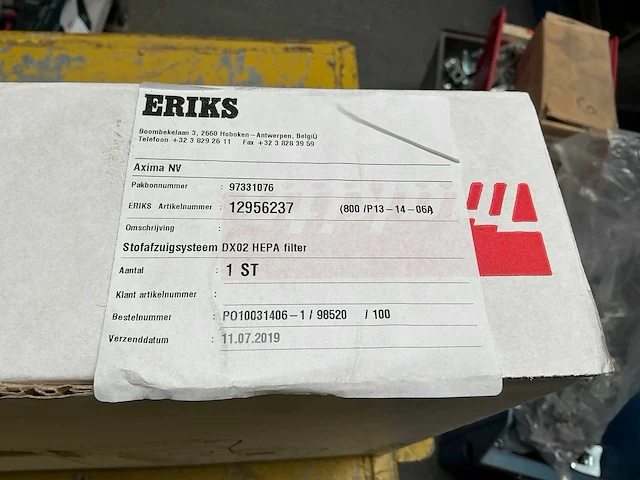 ERIKS
Boombekelaan 3, 2660 Hoboken-Antwerpen, BelgiÜ
Telefoon +32 3 829 26 11 Fax +32 3 828 39 59
Axima NV
Pakbonnummer : 97331076
ERIKS Artikelnummer : 12956237 (800 /P13-14-06A)
Omschrijving :
Stofafzuigsysteem DX02 HEPA filter
Aantal : 1 ST
Klant artikelnummer :
Bestelnummer : PO10031406-1 / 98520 / 100
Verzenddatum : 11.07.2019